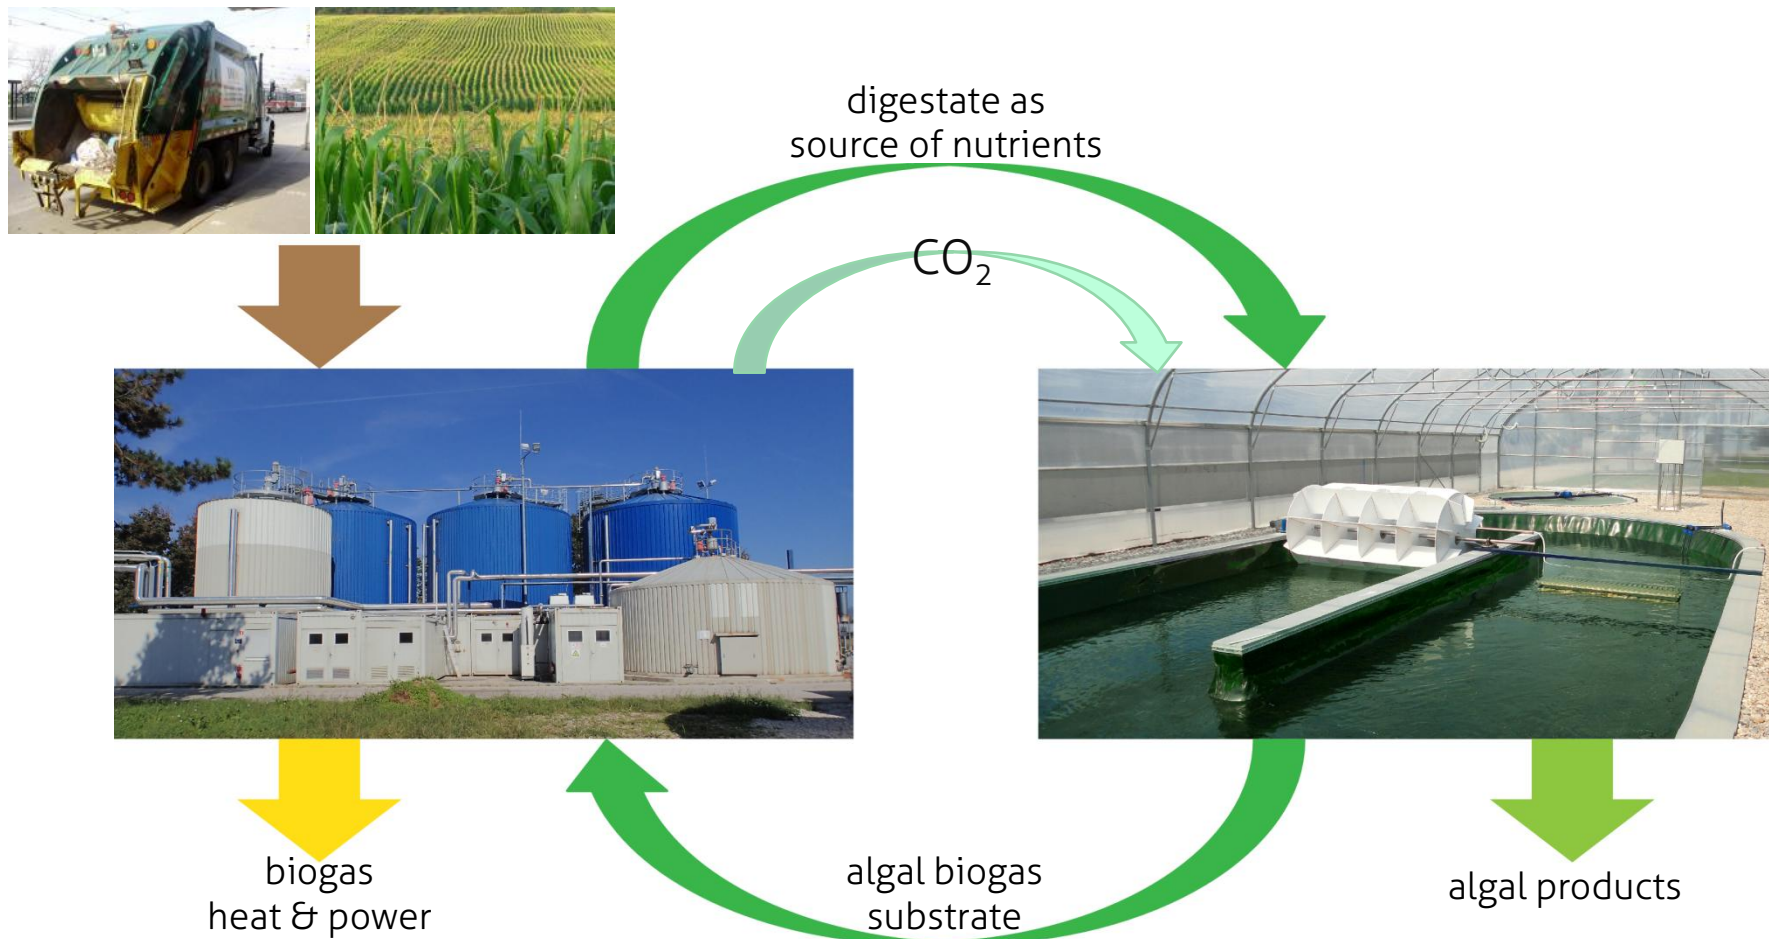 digestate as
source of nutrients
CO₂
biogas
heat & power
algal biogas
substrate
algal products